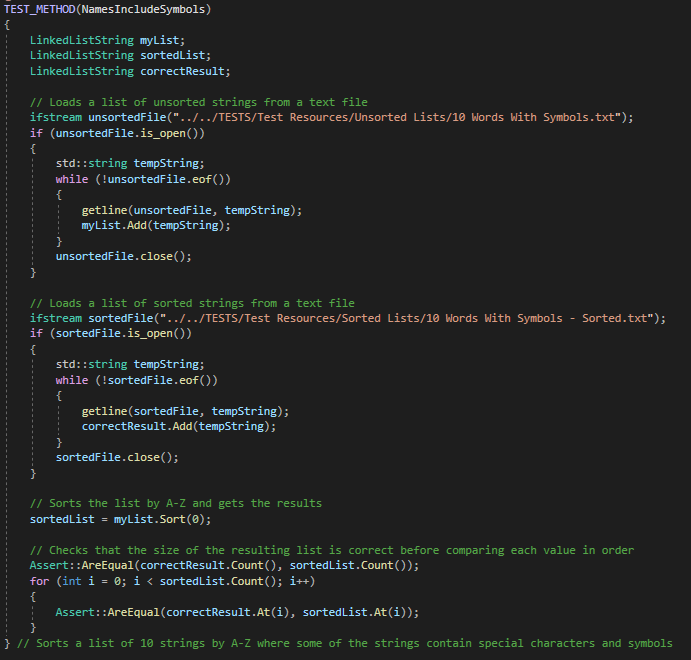 TEST_METHOD(NamesIncludeSymbols)
{
    LinkedListString myList;
    LinkedListString sortedList;
    LinkedListString correctResult;

    // Loads a list of unsorted strings from a text file
    ifstream unsortedFile("../../TESTS/Test Resources/Unsorted Lists/10 Words With Symbols.txt");
    if (unsortedFile.is_open())
    {
        std::string tempString;
        while (!unsortedFile.eof())
        {
            getline(unsortedFile, tempString);
            myList.Add(tempString);
        }
        unsortedFile.close();
    }

    // Loads a list of sorted strings from a text file
    ifstream sortedFile("../../TESTS/Test Resources/Sorted Lists/10 Words With Symbols - Sorted.txt");
    if (sortedFile.is_open())
    {
        std::string tempString;
        while (!sortedFile.eof())
        {
            getline(sortedFile, tempString);
            correctResult.Add(tempString);
        }
        sortedFile.close();
    }

    // Sorts the list by A-Z and gets the results
    sortedList = myList.Sort(0);

    // Checks that the size of the resulting list is correct before comparing each value in order
    Assert::AreEqual(correctResult.Count(), sortedList.Count());
    for (int i = 0; i < sortedList.Count(); i++)
    {
        Assert::AreEqual(correctResult.At(i), sortedList.At(i));
    }
} // Sorts a list of 10 strings by A-Z where some of the strings contain special characters and symbols